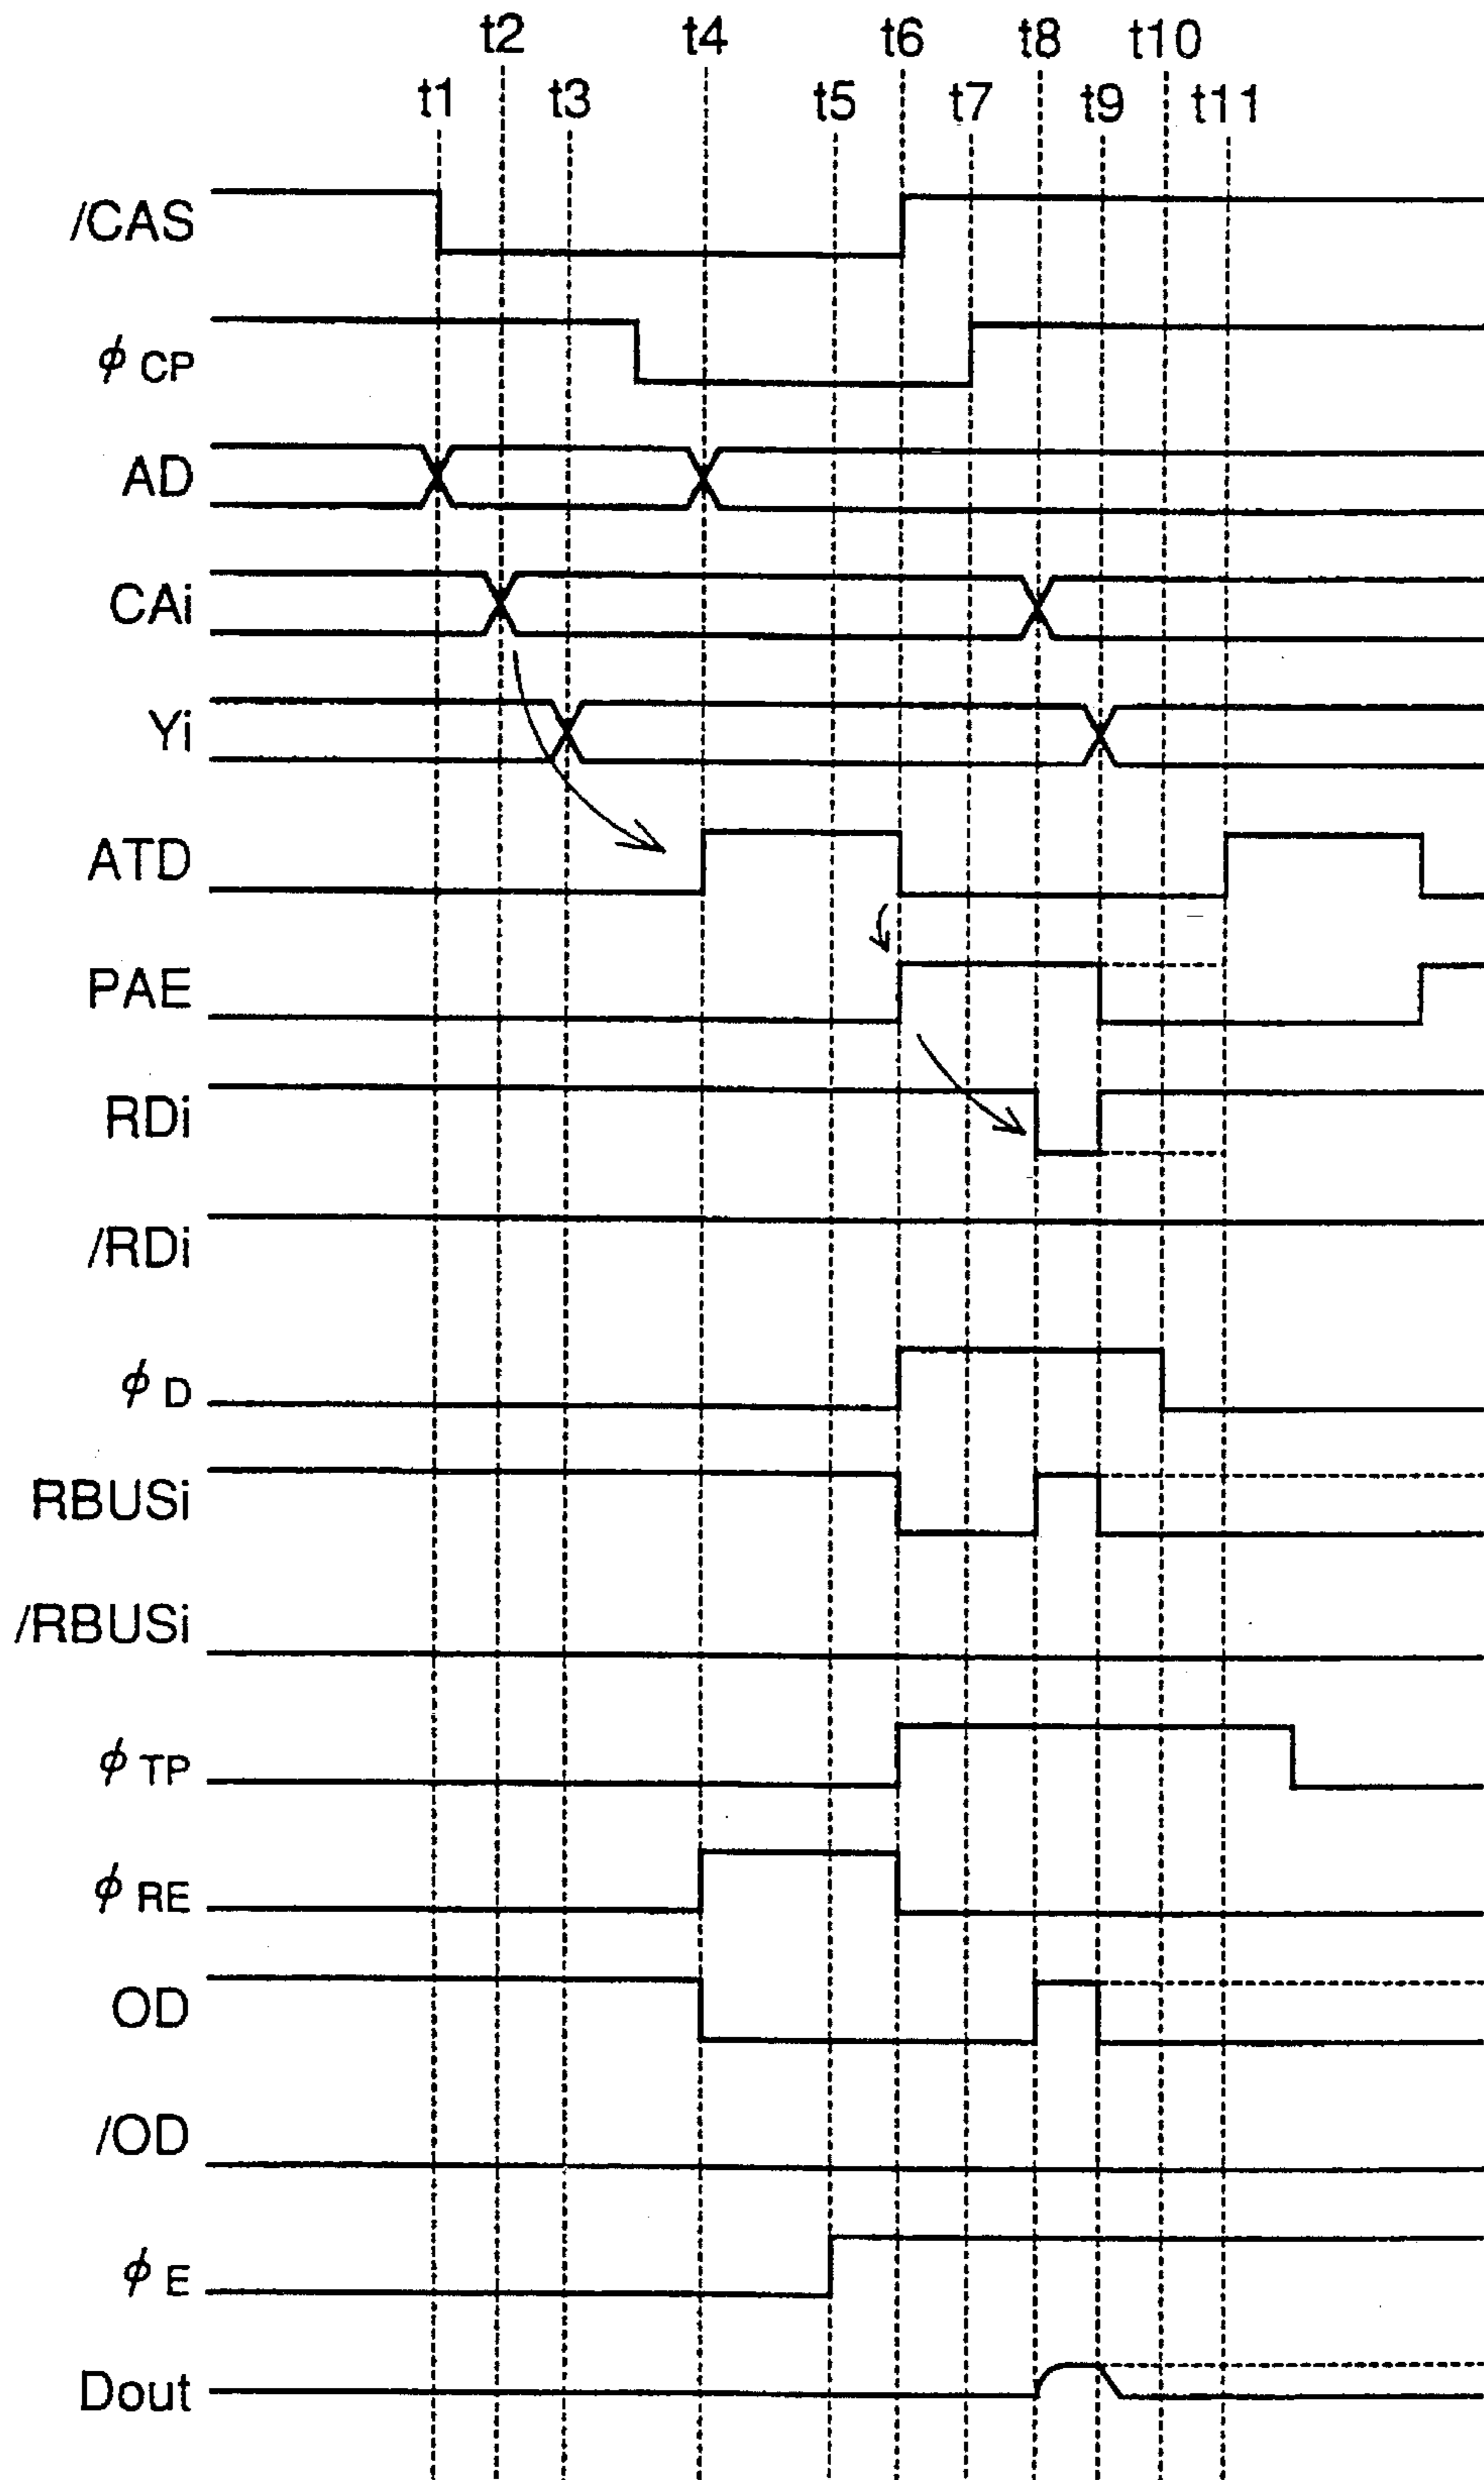 t2 t4 t6 t8 t10
t1 t3 t5 t7 t9 t11
/CAS
ϕ CP
AD
CAi
Yi
ATD
PAE
RDi
/RDi
ϕ D
RBUSi
/RBUSi
ϕ TP
ϕ RE
OD
/OD
ϕ E
Dout